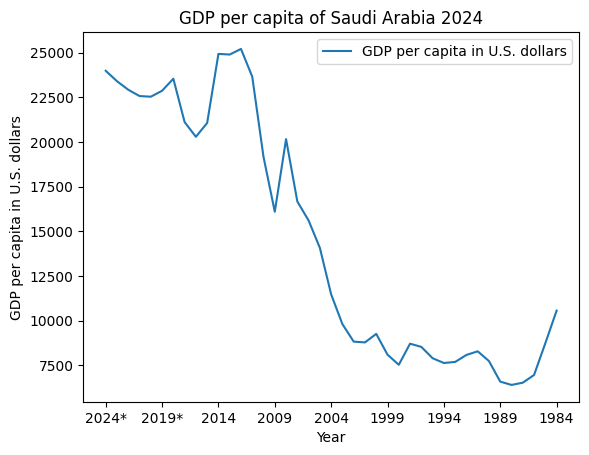 GDP per capita of Saudi Arabia 2024
GDP per capita in U.S. dollars
GDP per capita in U.S. dollars
25000
22500
20000
17500
15000
12500
10000
7500
2024* 2019* 2014 2009 2004 1999 1994 1989 1984
Year